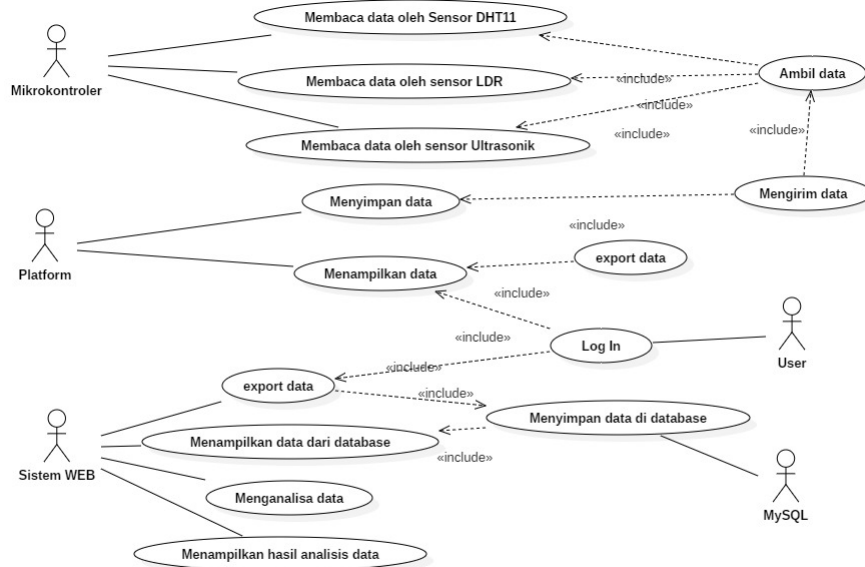 Membaca data oleh Sensor DHT11
Mikrokontroler
Membaca data oleh sensor LDR
«include»
Ambil data
«include»
«include»
«include»
Membaca data oleh sensor Ultrasonik
Menyimpan data
Mengirim data
«include»
Platform
Menampilkan data
export data
«include»
«include»
Log In
User
«include»
export data
«include»
Menyimpan data di database
Menampilkan data dari database
«include»
Sistem WEB
Menganalisa data
MySQL
Menampilkan hasil analisis data